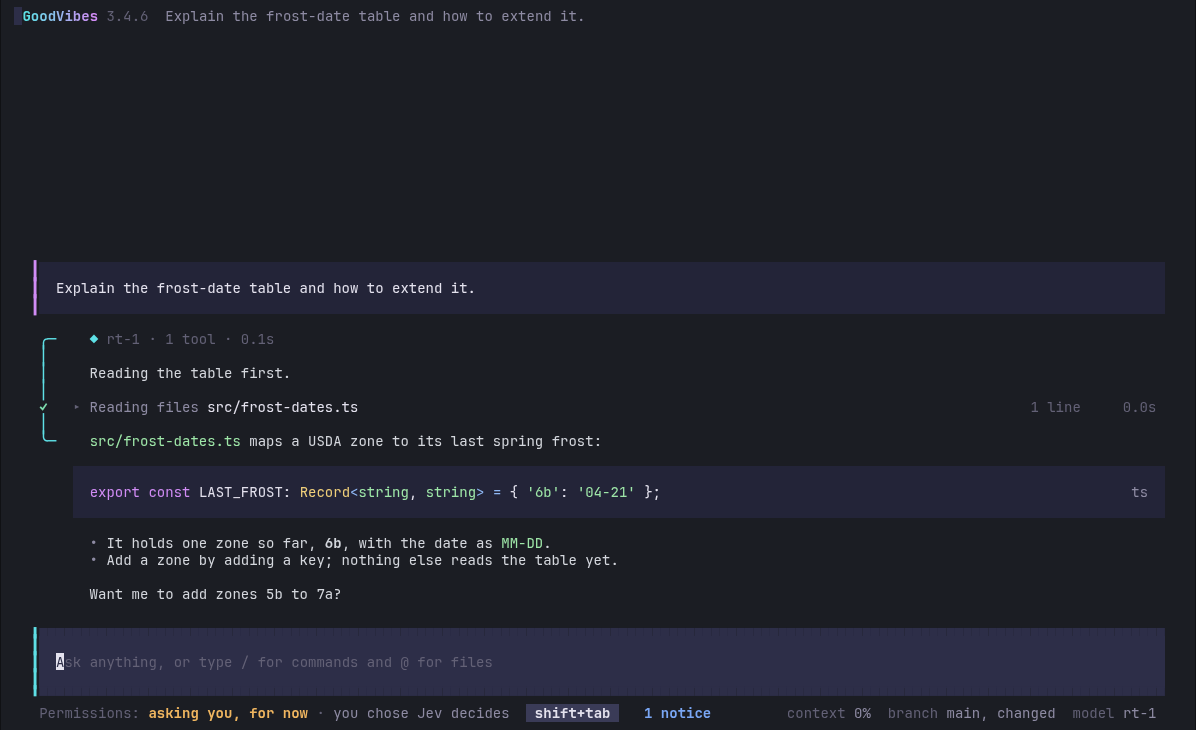 GoodVibes 3.4.6  Explain the frost-date table and how to extend it.
Explain the frost-date table and how to extend it.
◆ rt-1 · 1 tool · 0.1s
Reading the table first.
✓ ▸ Reading files src/frost-dates.ts 1 line 0.0s
src/frost-dates.ts maps a USDA zone to its last spring frost:
export const LAST_FROST: Record<string, string> = { '6b': '04-21' }; ts
• It holds one zone so far, 6b, with the date as MM-DD.
• Add a zone by adding a key; nothing else reads the table yet.
Want me to add zones 5b to 7a?
Ask anything, or type / for commands and @ for files
Permissions: asking you, for now · you chose Jev decides shift+tab 1 notice context 0% branch main, changed model rt-1